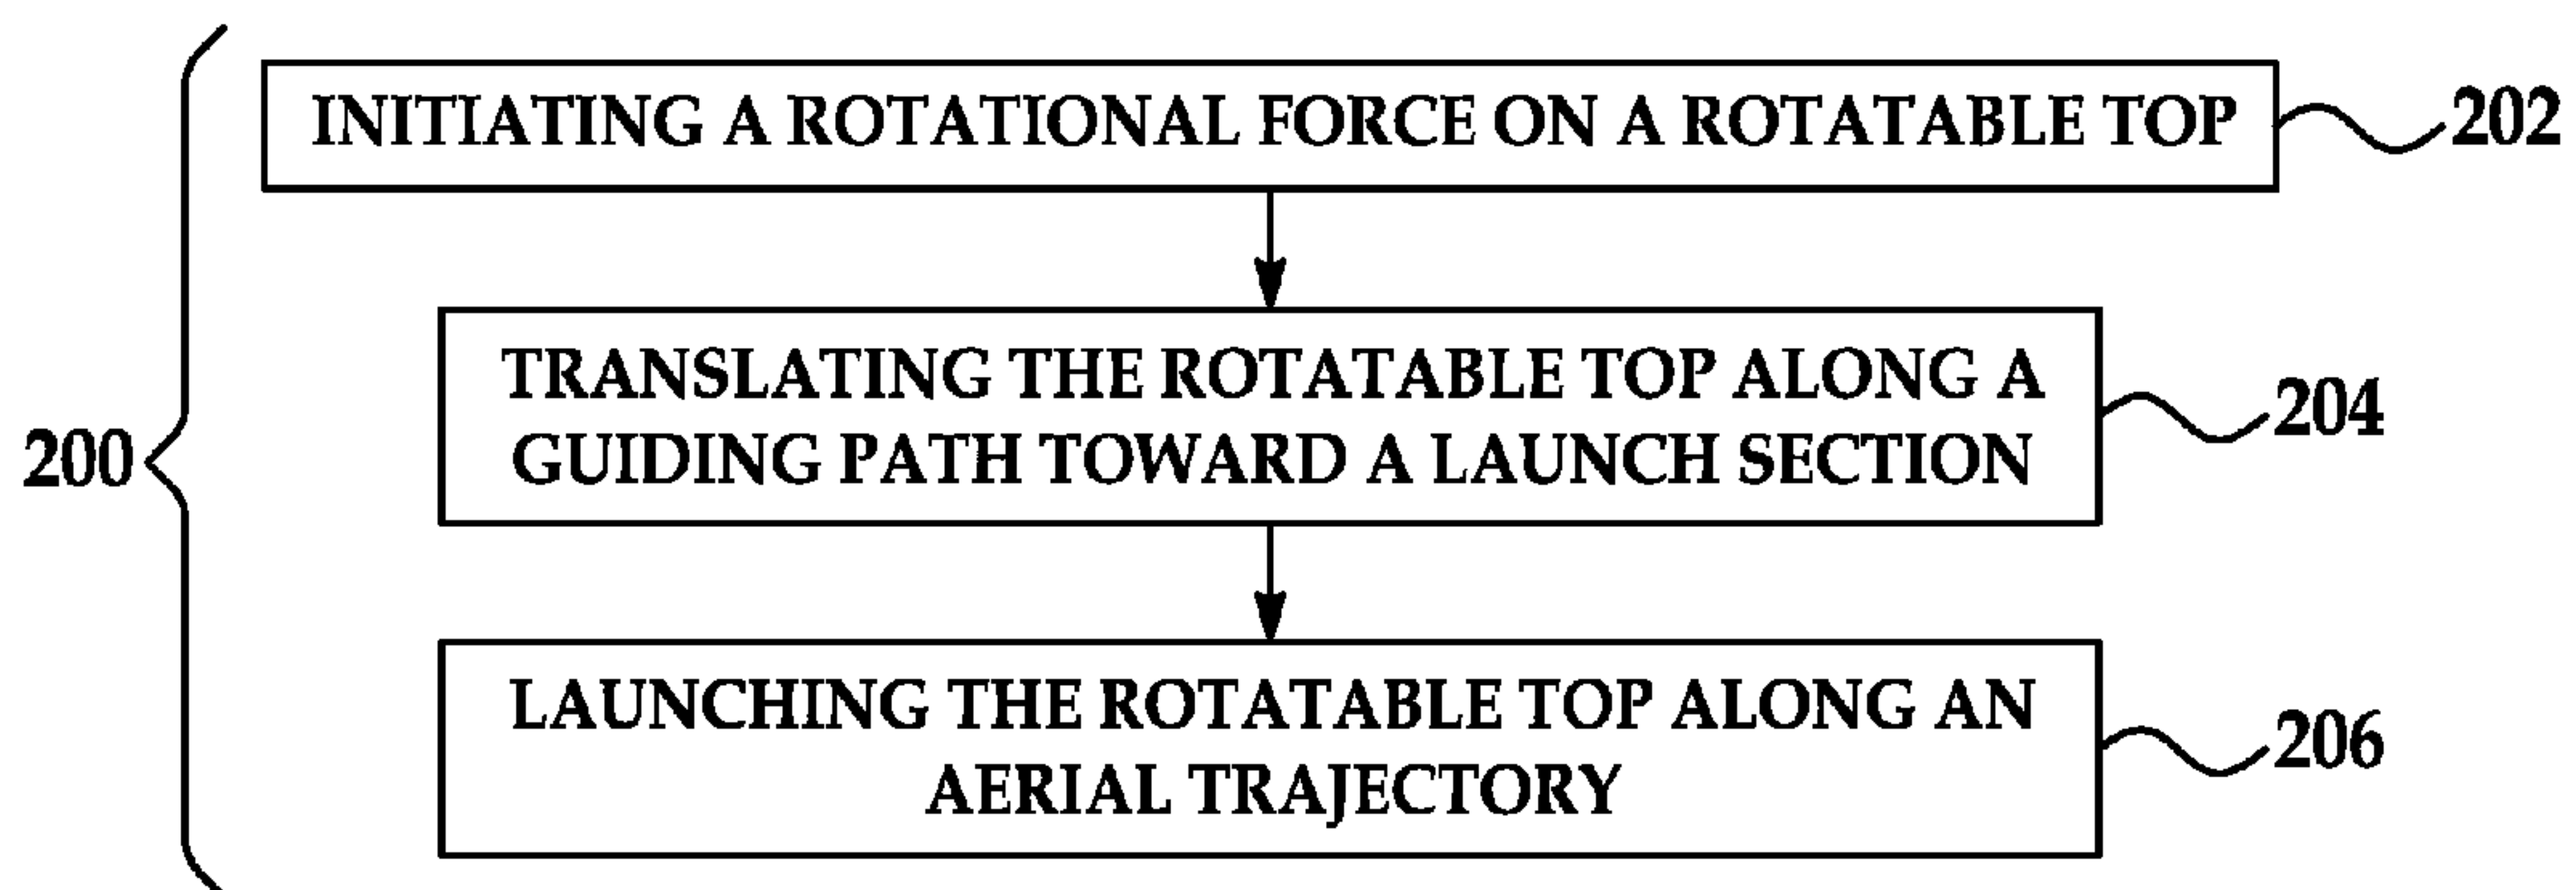 INITIATING A ROTATIONAL FORCE ON A ROTATABLE TOP
202
TRANSLATING THE ROTATABLE TOP ALONG A
GUIDING PATH TOWARD A LAUNCH SECTION
204
200
LAUNCHING THE ROTATABLE TOP ALONG AN
AERIAL TRAJECTORY
206